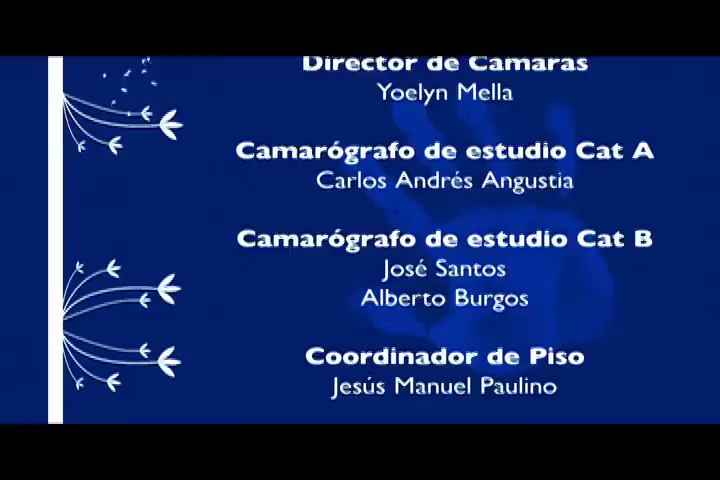 Director de Camaras
Yoelyn Mella
Camarógrafo de estudio Cat A
Carlos Andrés Angustia
Camarógrafo de estudio Cat B
José Santos
Alberto Burgos
Coordinador de Piso
Jesús Manuel Paulino